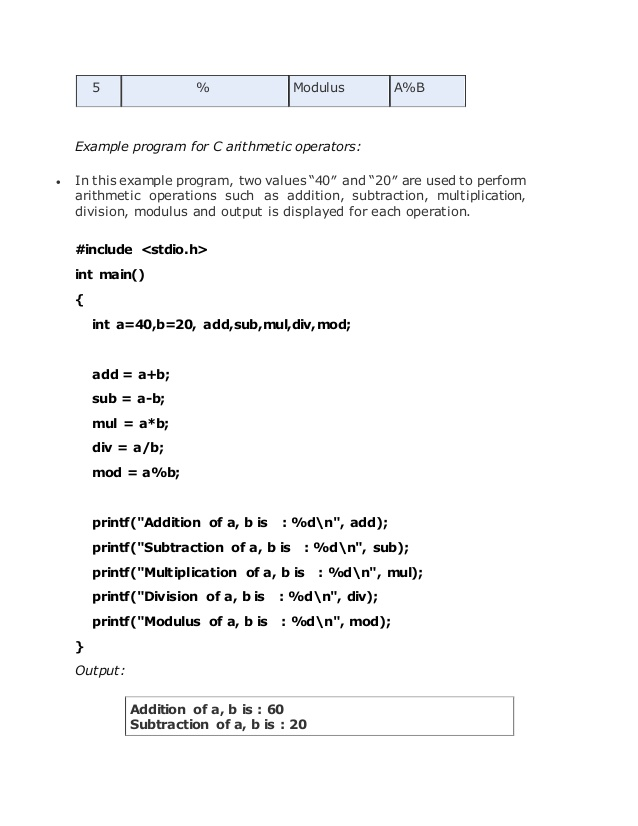 5 % Modulus A%B
Example program for C arithmetic operators:
• In this example program, two values “40” and “20” are used to perform
arithmetic operations such as addition, subtraction, multiplication,
division, modulus and output is displayed for each operation.
#include <stdio.h>
int main()
{
int a=40,b=20, add,sub,mul,div,mod;
add = a+b;
sub = a-b;
mul = a*b;
div = a/b;
mod = a%b;
printf("Addition of a, b is : %d\n", add);
printf("Subtraction of a, b is : %d\n", sub);
printf("Multiplication of a, b is : %d\n", mul);
printf("Division of a, b is : %d\n", div);
printf("Modulus of a, b is : %d\n", mod);
}
Output:
Addition of a, b is : 60
Subtraction of a, b is : 20